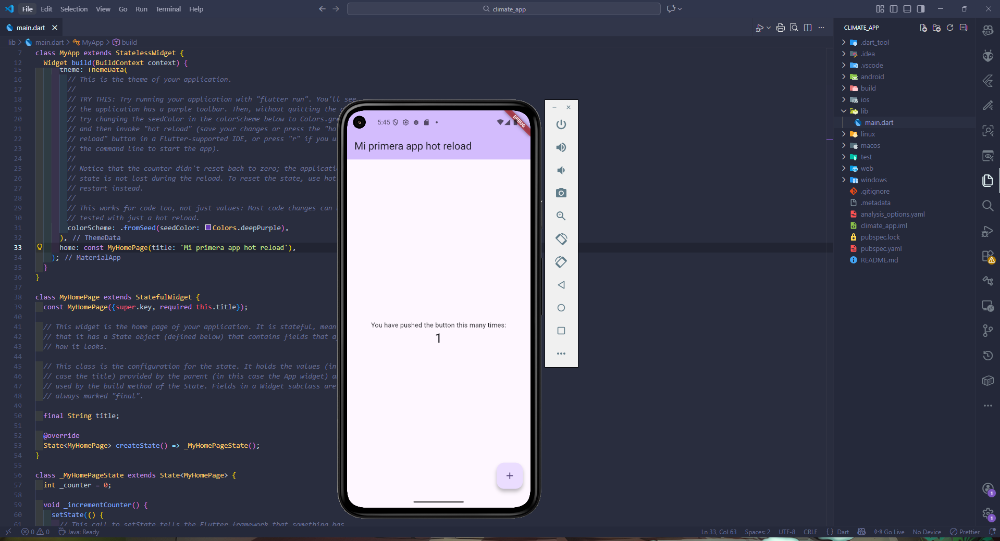 File Edit Selection View Go Run Terminal Help
climate_app
main.dart
lib > main.dart > MyApp > build
7 class MyApp extends StatelessWidget {
12 Widget build(BuildContext context) {
15 theme: ThemeData(
16 // This is the theme of your application.
17 //
18 // TRY THIS: Try running your application with "flutter run". You'll see
19 // the application has a purple toolbar. Then, without quitting the
20 // try changing the seedColor in the colorScheme below to
21 // and then invoke "hot reload" (save your changes or press the
22 // reload" button in a Flutter-supported IDE, or press "r" if you
23 // the command line to start the app).
24 //
25 // Notice that the counter didn't reset back to zero; the
26 // state is not lost during the reload. To reset the state, use hot
27 // restart instead.
28 //
29 // This works for code too, not just values: Most code changes can
30 // tested with just a hot reload.
31 colorScheme: .fromSeed(seedColor: Colors.deepPurple),
32 ), // ThemeData
33 home: const MyHomePage(title: 'Mi primera app hot reload'),
34 ); // MaterialApp
35 }
36 }
37
38 class MyHomePage extends StatefulWidget {
39 const MyHomePage({super.key, required this.title});
40
41 // This widget is the home page of your application. It is stateful,
42 // that it has a State object (defined below) that contains fields that
43 // how it looks.
44
45 // This class is the configuration for the state. It holds the values (in
46 // case the title) provided by the parent (in this case the App widget)
47 // used by the build method of the State. Fields in a Widget subclass are
48 // always marked "final".
49
50 final String title;
51
52 @override
53 State<MyHomePage> createState() => _MyHomePageState();
54 }
55
56 class _MyHomePageState extends State<MyHomePage> {
57 int _counter = 0;
58
59 void _incrementCounter() {
60 setState(() {
61 // This call to setState tells the Flutter framework that something has
5:45
DEBUG
Mi primera app hot reload
You have pushed the button this many times:
1
+
CLIMATE_APP
.dart_tool
.idea
.vscode
android
build
ios
lib
main.dart
linux
macos
test
web
windows
.gitignore
.metadata
analysis_options.yaml
climate_app.iml
pubspec.lock
pubspec.yaml
README.md
1
1
0 0 Java: Ready
Ln 33, Col 63 Spaces: 2 UTF-8 CRLF { } Dart Go Live No Device Prettier